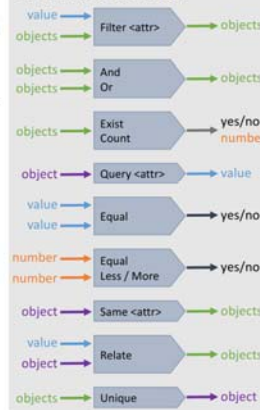 value
objects
Filter <attr>
objects
objects
objects
And
Or
objects
objects
Exist
Count
yes/no
number
object
Query <attr>
value
value
value
Equal
yes/no
number
number
Equal
Less / More
yes/no
object
Same <attr>
objects
value
object
Relate
objects
objects
Unique
object